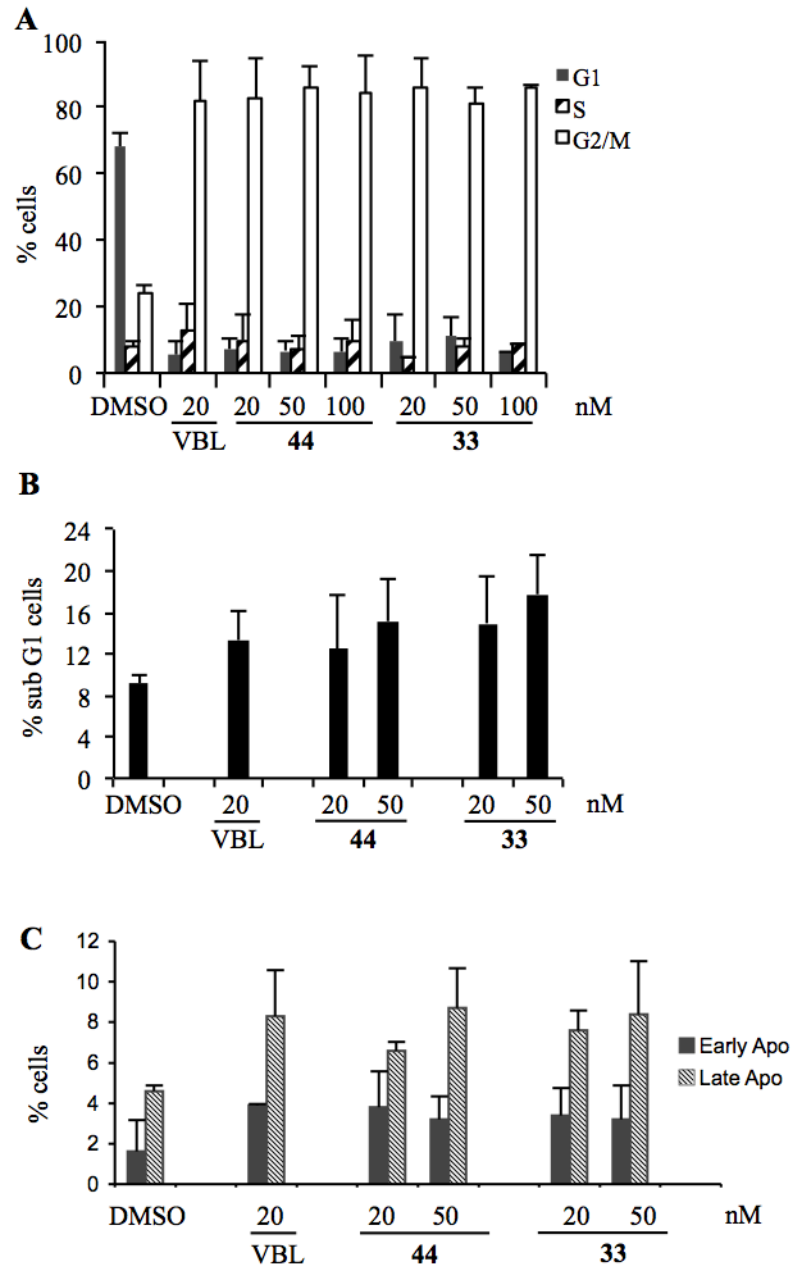 A
100
80
60
40
20
0
% cells
G1
S
G2/M
DMSO 20 20 50 100 20 50 100 nM
VBL 44 33
B
24
20
16
12
8
4
0
% sub G1 cells
DMSO 20 20 50 20 50 nM
VBL 44 33
C
12
10
8
6
4
2
0
% cells
Early Apo
Late Apo
DMSO 20 20 50 20 50 nM
VBL 44 33